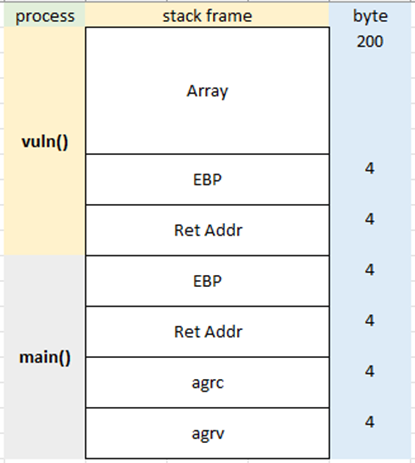 process stack frame byte
200
Array
vuln()
EBP 4
Ret Addr 4
EBP 4
Ret Addr 4
main()
agrc 4
agrv 4